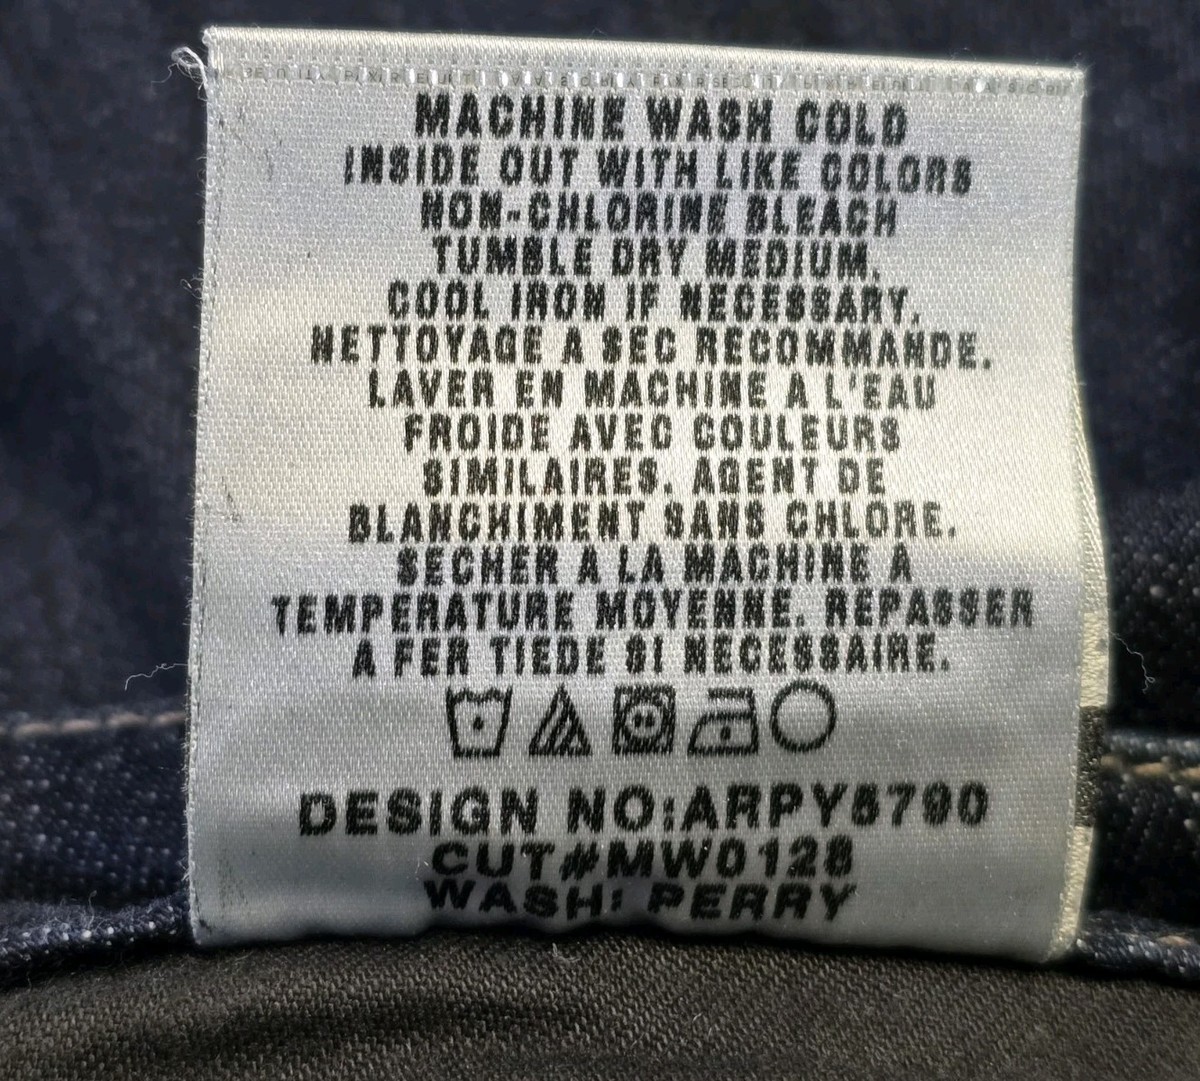 MACHINE WASH COLD
INSIDE OUT WITH LIKE COLORS
NON-CHLORINE BLEACH
TUMBLE DRY MEDIUM.
COOL IRON IF NECESSARY.
NETTOYAGE A SEC RECOMMANDE.
LAVER EN MACHINE A L'EAU
FROIDE AVEC COULEURS
SIMILAIRES. AGENT DE
BLANCHIMENT SANS CHLORE.
SECHER A LA MACHINE A
TEMPERATURE MOYENNE. REPASSER
A FER TIEDE SI NECESSAIRE.
DESIGN NO:ARPY6790
CUT#MW0128
WASH: PERRY